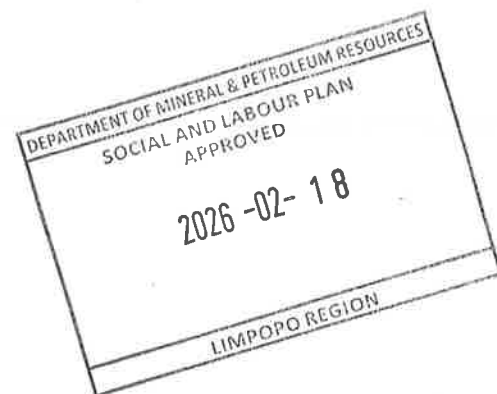 DEPARTMENT OF MINERAL & PETROLEUM RESOURCES
SOCIAL AND LABOUR PLAN
APPROVED
2026 -02- 18
LIMPOPO REGION